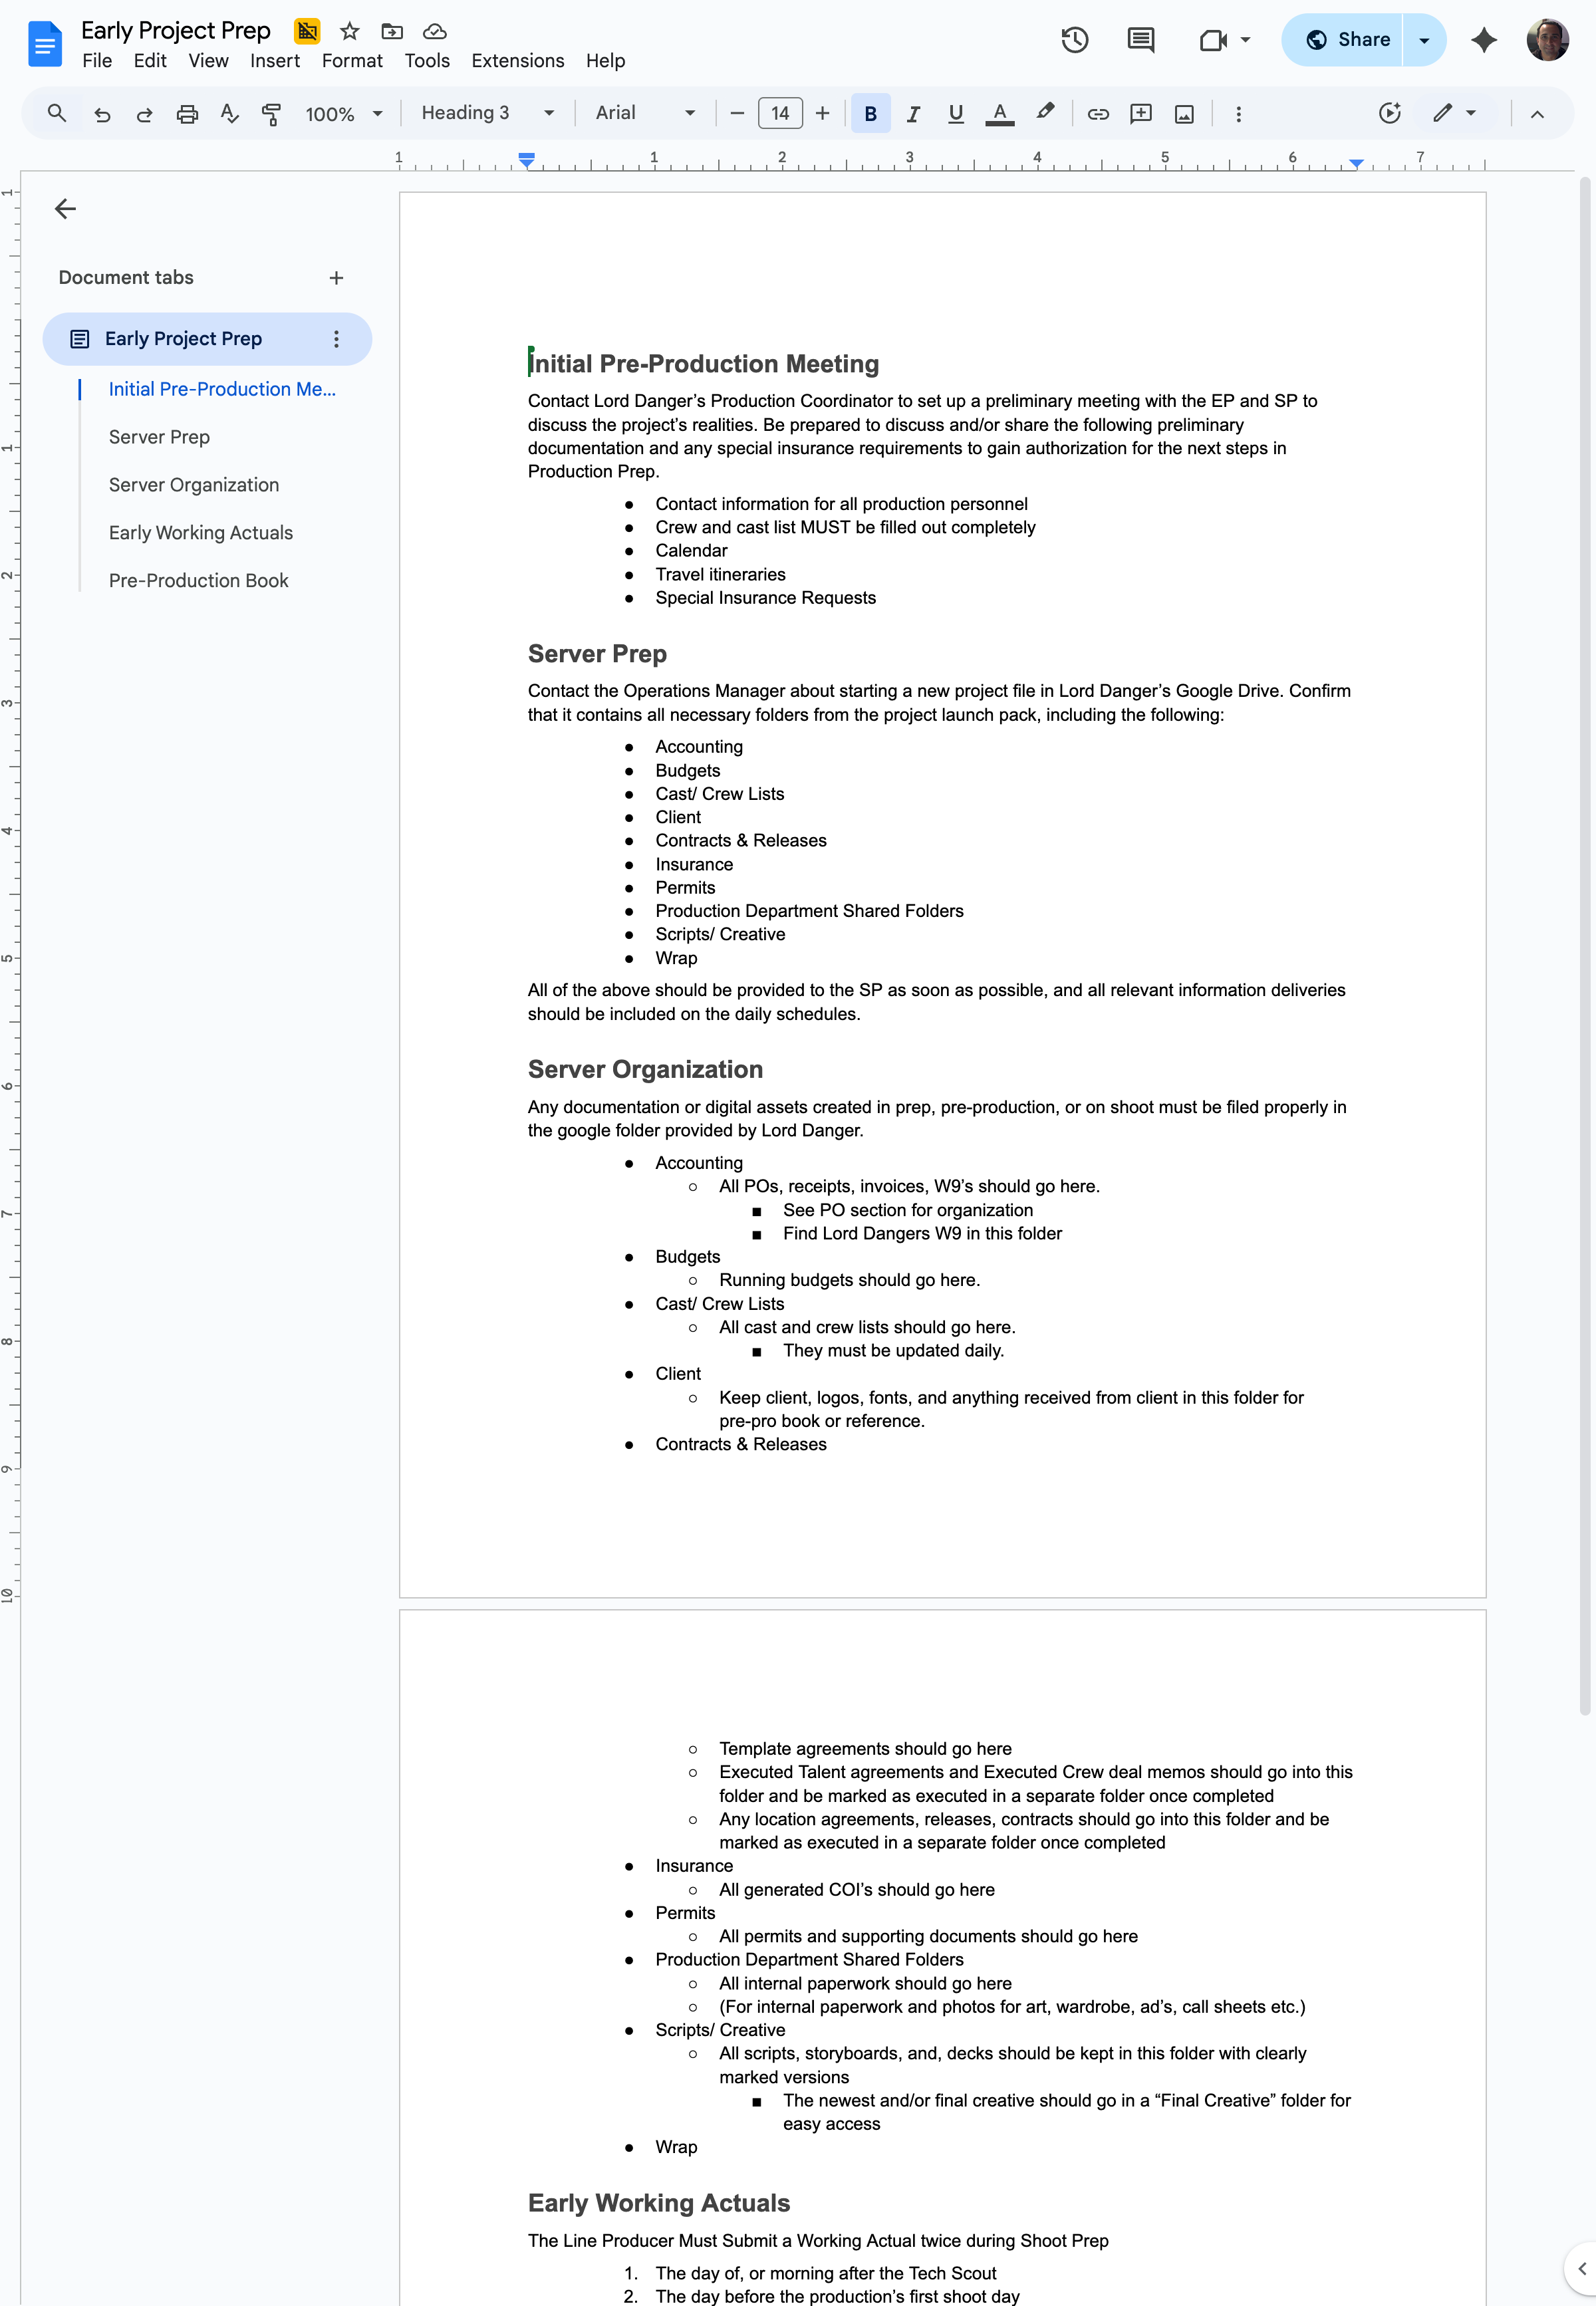 Early Project Prep
File Edit View Insert Format Tools Extensions Help
Share
100% Heading 3 Arial 14 B I U A
1 1 2 3 4 5 6 7
1
1
2
3
4
5
6
7
8
9
10
Document tabs
Early Project Prep
Initial Pre-Production Me...
Server Prep
Server Organization
Early Working Actuals
Pre-Production Book
Initial Pre-Production Meeting
Contact Lord Danger’s Production Coordinator to set up a preliminary meeting with the EP and SP to
discuss the project’s realities. Be prepared to discuss and/or share the following preliminary
documentation and any special insurance requirements to gain authorization for the next steps in
Production Prep.
● Contact information for all production personnel
● Crew and cast list MUST be filled out completely
● Calendar
● Travel itineraries
● Special Insurance Requests
Server Prep
Contact the Operations Manager about starting a new project file in Lord Danger’s Google Drive. Confirm
that it contains all necessary folders from the project launch pack, including the following:
● Accounting
● Budgets
● Cast/ Crew Lists
● Client
● Contracts & Releases
● Insurance
● Permits
● Production Department Shared Folders
● Scripts/ Creative
● Wrap
All of the above should be provided to the SP as soon as possible, and all relevant information deliveries
should be included on the daily schedules.
Server Organization
Any documentation or digital assets created in prep, pre-production, or on shoot must be filed properly in
the google folder provided by Lord Danger.
● Accounting
○ All POs, receipts, invoices, W9’s should go here.
■ See PO section for organization
■ Find Lord Dangers W9 in this folder
● Budgets
○ Running budgets should go here.
● Cast/ Crew Lists
○ All cast and crew lists should go here.
■ They must be updated daily.
● Client
○ Keep client, logos, fonts, and anything received from client in this folder for
pre-pro book or reference.
● Contracts & Releases
○ Template agreements should go here
○ Executed Talent agreements and Executed Crew deal memos should go into this
folder and be marked as executed in a separate folder once completed
○ Any location agreements, releases, contracts should go into this folder and be
marked as executed in a separate folder once completed
● Insurance
○ All generated COI’s should go here
● Permits
○ All permits and supporting documents should go here
● Production Department Shared Folders
○ All internal paperwork should go here
○ (For internal paperwork and photos for art, wardrobe, ad’s, call sheets etc.)
● Scripts/ Creative
○ All scripts, storyboards, and, decks should be kept in this folder with clearly
marked versions
■ The newest and/or final creative should go in a “Final Creative” folder for
easy access
● Wrap
Early Working Actuals
The Line Producer Must Submit a Working Actual twice during Shoot Prep
1. The day of, or morning after the Tech Scout
2. The day before the production’s first shoot day